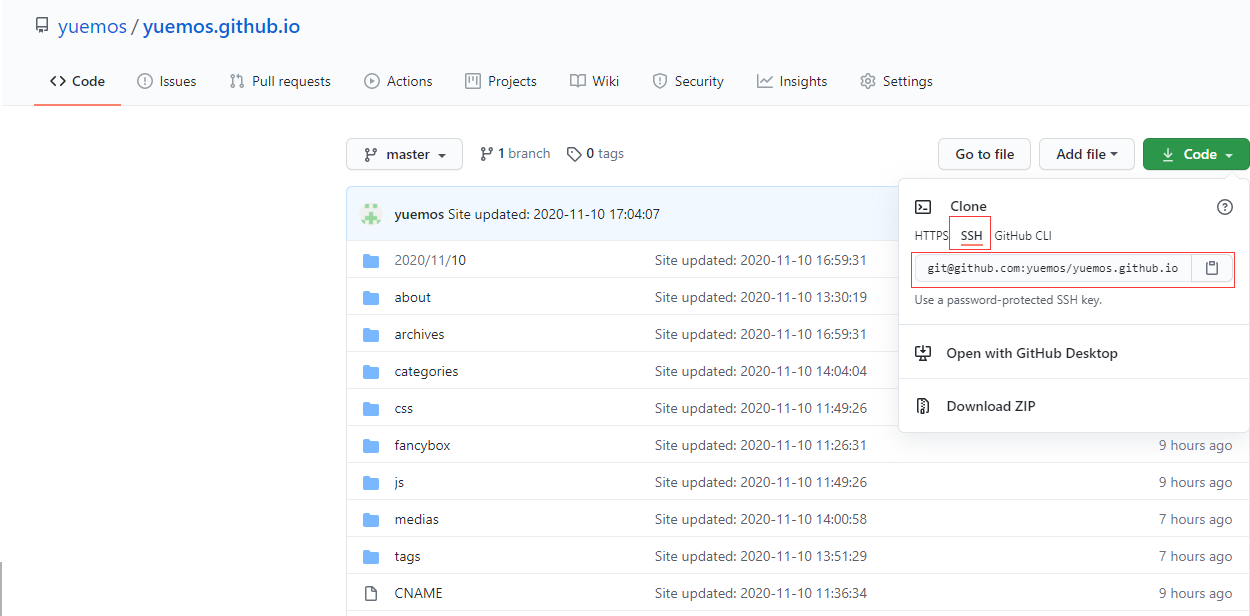 yuemos / yuemos.github.io
Code Issues Pull requests Actions Projects Wiki Security Insights Settings
master 1 branch 0 tags Go to file Add file Code
yuemos Site updated: 2020-11-10 17:04:07
Clone
HTTPS SSH GitHub CLI
git@github.com:yuemos/yuemos.github.io
Use a password-protected SSH key.
Open with GitHub Desktop
Download ZIP
2020/11/10 Site updated: 2020-11-10 16:59:31
about Site updated: 2020-11-10 13:30:19
archives Site updated: 2020-11-10 16:59:31
categories Site updated: 2020-11-10 14:04:04
css Site updated: 2020-11-10 11:49:26
fancybox Site updated: 2020-11-10 11:26:31 9 hours ago
js Site updated: 2020-11-10 11:49:26 9 hours ago
medias Site updated: 2020-11-10 14:00:58 7 hours ago
tags Site updated: 2020-11-10 13:51:29 7 hours ago
CNAME Site updated: 2020-11-10 11:36:34 9 hours ago